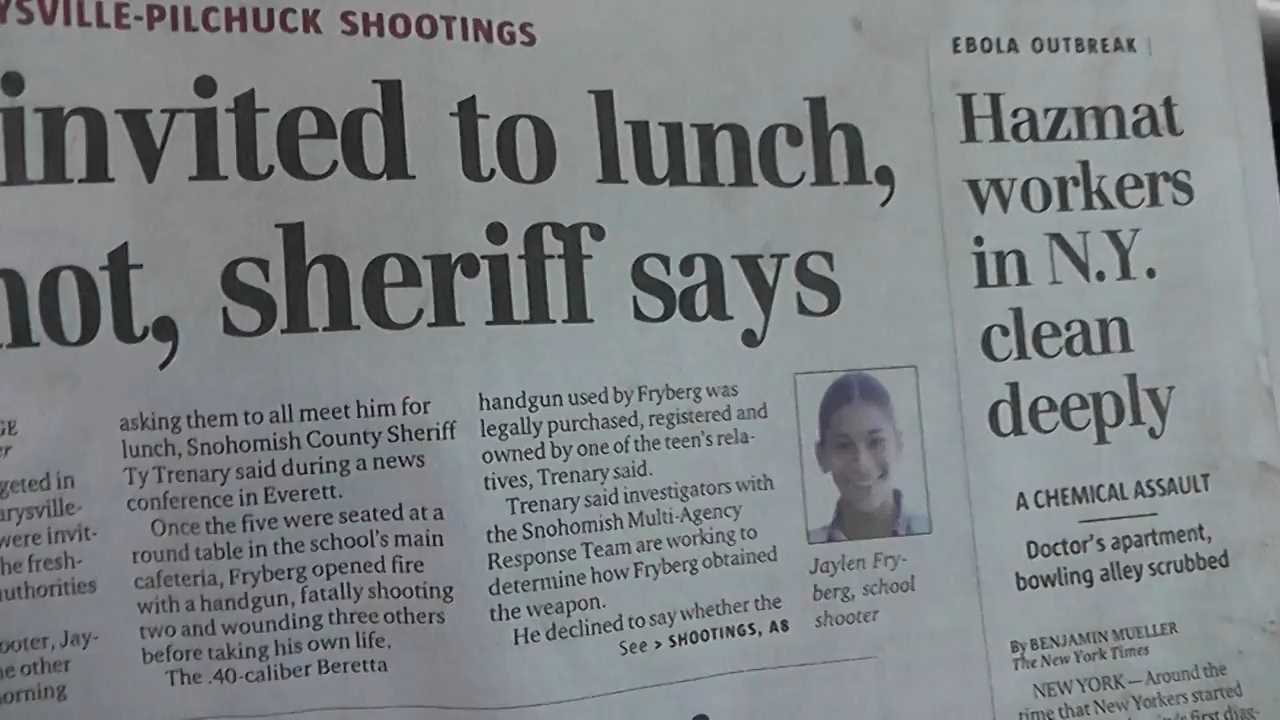 YSVILLE-PILCHUCK SHOOTINGS
invited to lunch,
not, sheriff says
geted in
arysville-
were invit-
he fresh-
authorities
ooter, Jay-
e other
orning
asking them to all meet him for
lunch, Snohomish County Sheriff
Ty Trenary said during a news
conference in Everett.
Once the five were seated at a
round table in the school's main
cafeteria, Fryberg opened fire
with a handgun, fatally shooting
two and wounding three others
before taking his own life.
The .40-caliber Beretta
handgun used by Fryberg was
legally purchased, registered and
owned by one of the teen's rela-
tives, Trenary said.
Trenary said investigators with
the Snohomish Multi-Agency
Response Team are working to
determine how Fryberg obtained
the weapon.
He declined to say whether the
See > SHOOTINGS, A8
Jaylen Fry-
berg, school
shooter
EBOLA OUTBREAK
Hazmat
workers
in N.Y.
clean
deeply
A CHEMICAL ASSAULT
Doctor's apartment,
bowling alley scrubbed
By BENJAMIN MUELLER
The New York Times
NEW YORK — Around the
time that New Yorkers started
first diag-